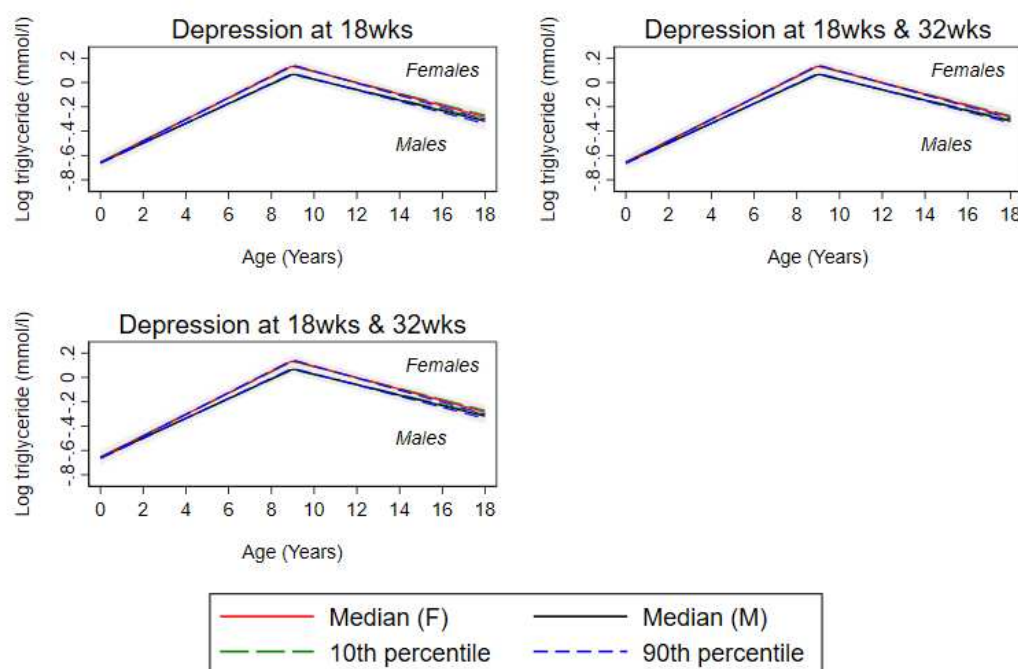 Depression at 18wks
Log triglyceride (mmol/l)
-.8-.6-.4-.2 0 .2
Females
Males
0 2 4 6 8 10 12 14 16 18
Age (Years)
Depression at 18wks & 32wks
Log triglyceride (mmol/l)
-.8-.6-.4-.2 0 .2
Females
Males
0 2 4 6 8 10 12 14 16 18
Age (Years)
Depression at 18wks & 32wks
Log triglyceride (mmol/l)
-.8-.6-.4-.2 0 .2
Females
Males
0 2 4 6 8 10 12 14 16 18
Age (Years)
Median (F) Median (M)
10th percentile 90th percentile